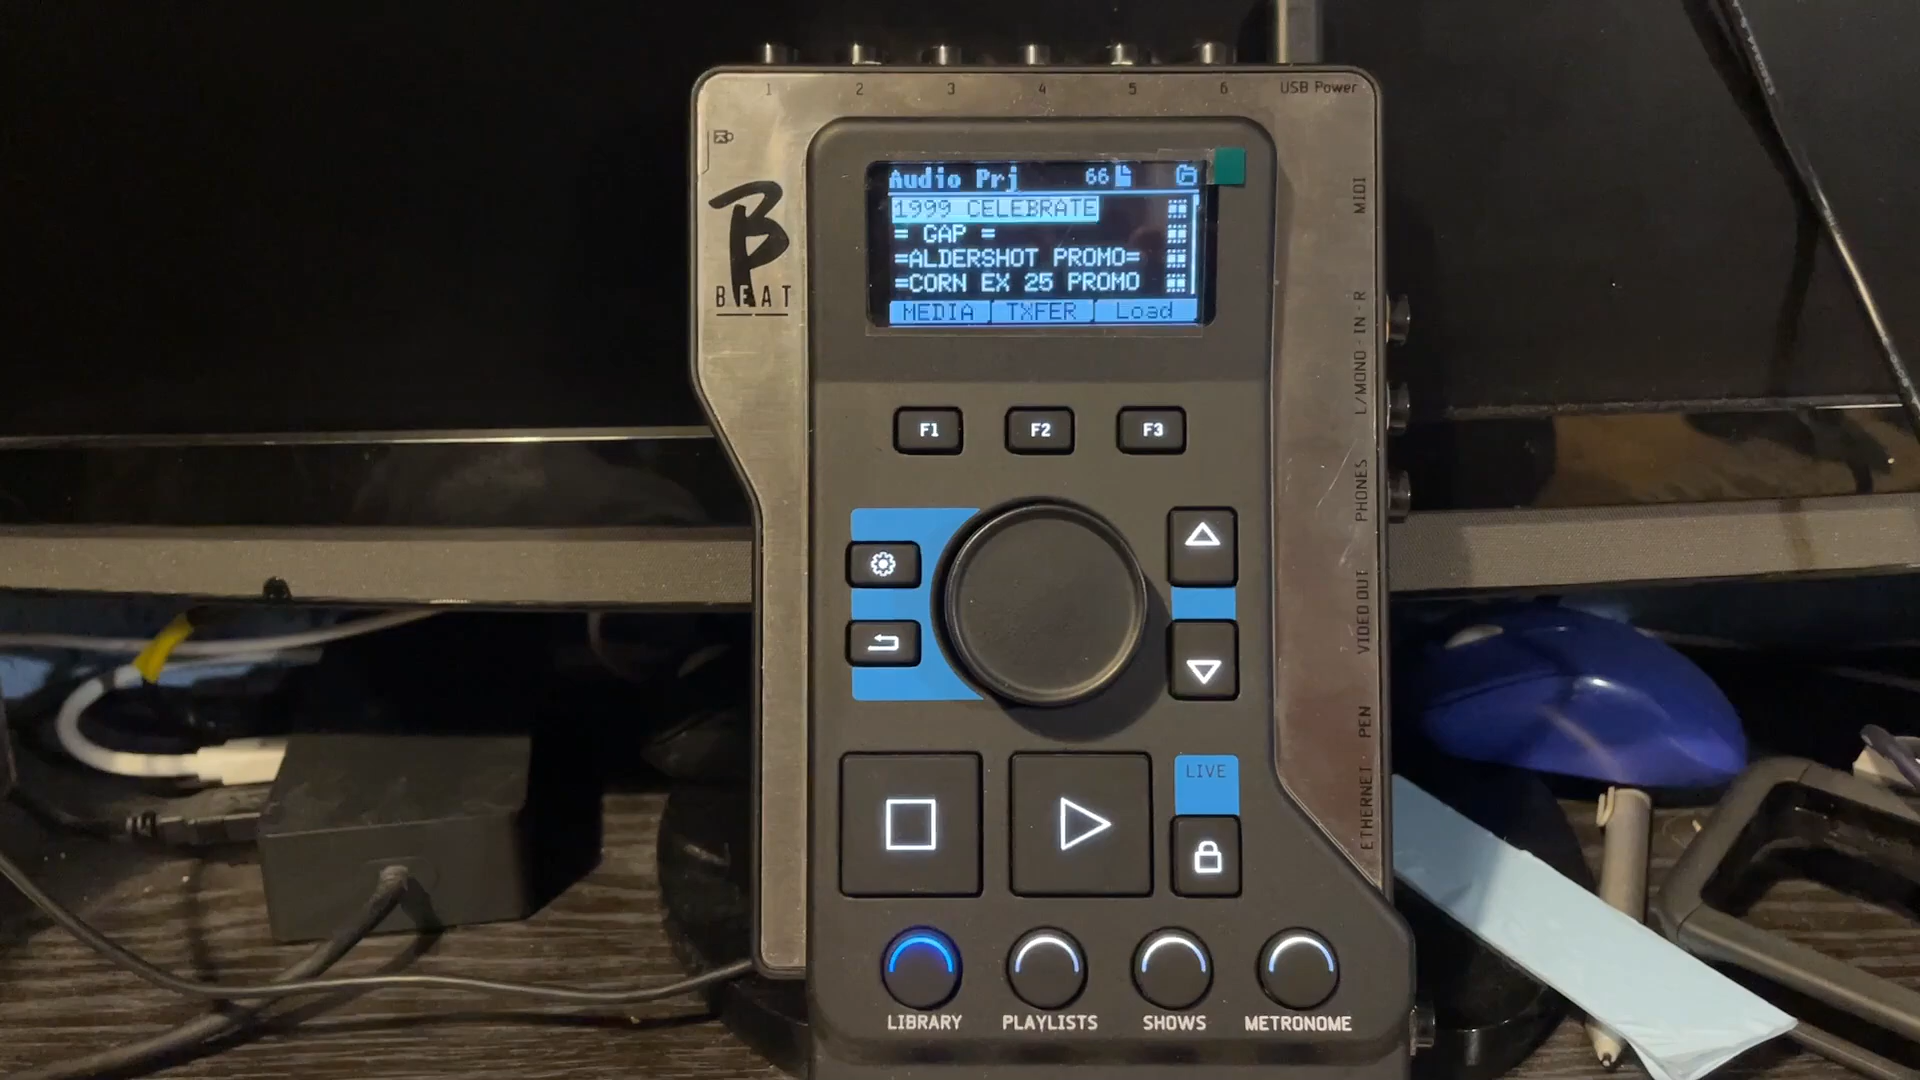 1 2 3 4 5 6 USB Power
Audio Prj 66
1999 CELEBRATE
= GAP =
=ALDERSHOT PROMO=
=CORN EX 25 PROMO
MEDIA TXFER Load
B
BEAT
MIDI
L/MONO - IN - R
PHONES
VIDEO OUT
PEN
ETHERNET
F1 F2 F3
LIVE
LIBRARY PLAYLISTS SHOWS METRONOME